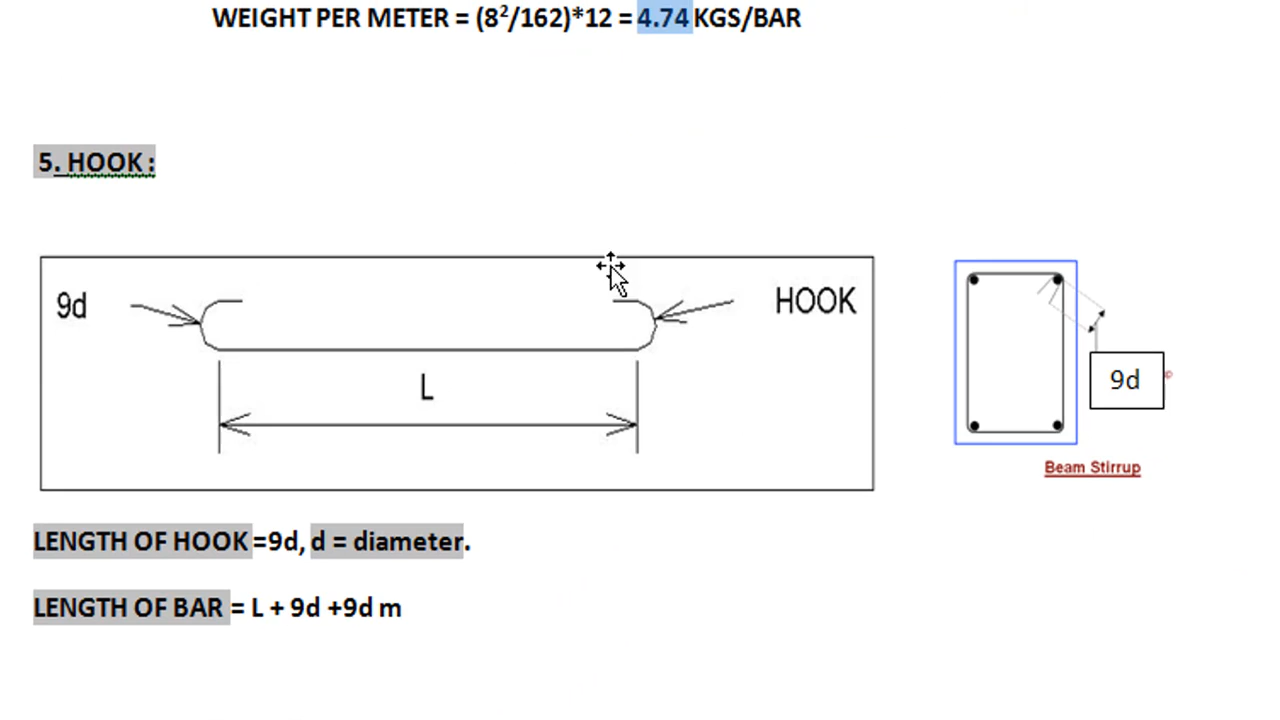 WEIGHT PER METER = (8²/162)*12 = 4.74 KGS/BAR
5. HOOK :
9d
HOOK
L
9d
Beam Stirrup
LENGTH OF HOOK =9d, d = diameter.
LENGTH OF BAR = L + 9d +9d m